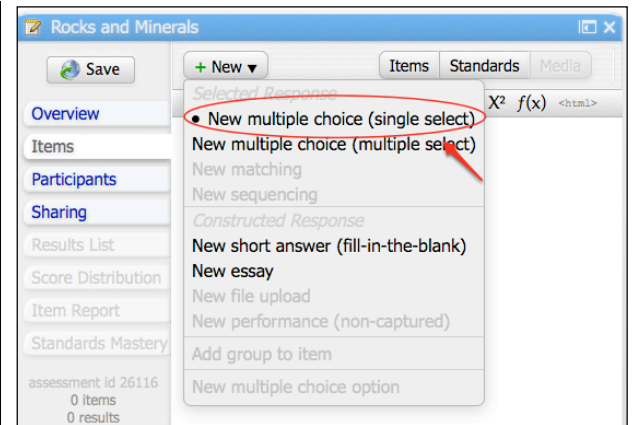 Rocks and Minerals
Save
+ New ▼
Items Standards Media
Overview
Items
Participants
Sharing
Results List
Score Distribution
Item Report
Standards Mastery
assessment id 26116
0 items
0 results
Selected Response
• New multiple choice (single select)
New multiple choice (multiple select)
New matching
New sequencing
Constructed Response
New short answer (fill-in-the-blank)
New essay
New file upload
New performance (non-captured)
Add group to item
New multiple choice option
X² f(x) <html>